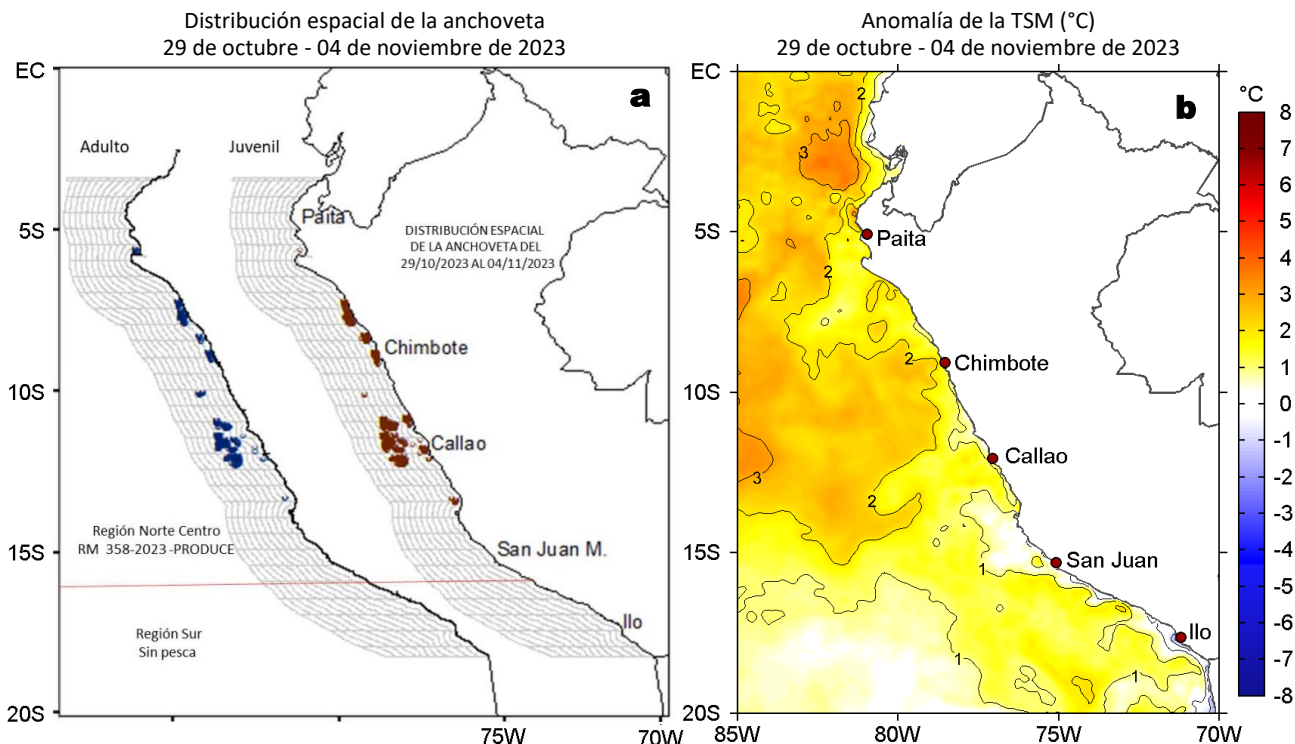 Distribución espacial de la anchoveta
29 de octubre - 04 de noviembre de 2023
EC
5S
10S
15S
20S
75W
70W
a
Adulto
Juvenil
Paita
DISTRIBUCIÓN ESPACIAL
DE LA ANCHOVETA DEL
29/10/2023 AL 04/11/2023
Chimbote
Callao
Región Norte Centro
RM 358-2023 -PRODUCE
San Juan M.
Región Sur
Sin pesca
Ilo
Anomalía de la TSM (°C)
29 de octubre - 04 de noviembre de 2023
EC
5S
10S
15S
20S
85W
80W
75W
70W
b
2
3
Paita
2
2
Chimbote
Callao
3
2
San Juan
1
Ilo
1
1
°C
8
7
6
5
4
3
2
1
0
-1
-2
-3
-4
-5
-6
-7
-8